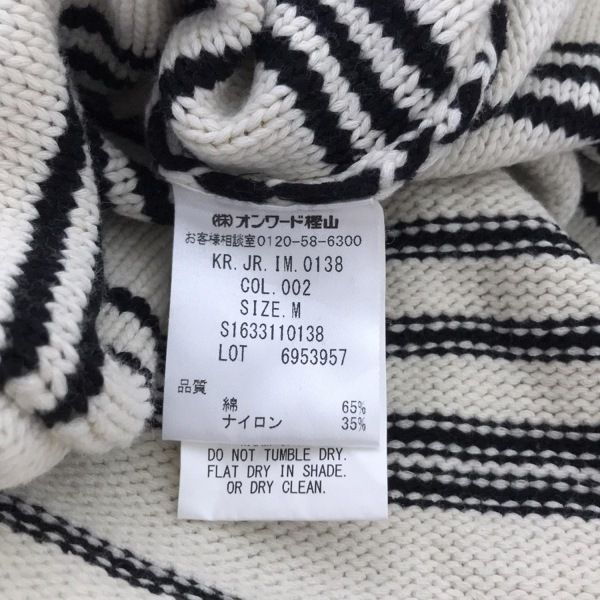 (株)オンワード樫山
お客様相談室0120-58-6300
KR.JR.IM.0138
COL.002
SIZE.M
S1633110138
LOT 6953957
品質
綿 65%
ナイロン 35%
DO NOT TUMBLE DRY.
FLAT DRY IN SHADE.
OR DRY CLEAN.